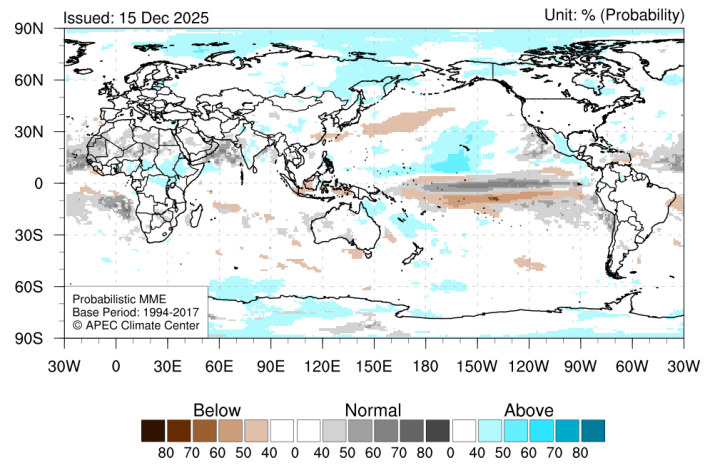 Issued: 15 Dec 2025
Unit: % (Probability)
90N
60N
30N
0
30S
60S
90S
Probabilistic MME
Base Period: 1994-2017
© APEC Climate Center
30W 0 30E 60E 90E 120E 150E 180 150W 120W 90W 60W 30W
Below Normal Above
80 70 60 50 40 0 40 50 60 70 80 0 40 50 60 70 80